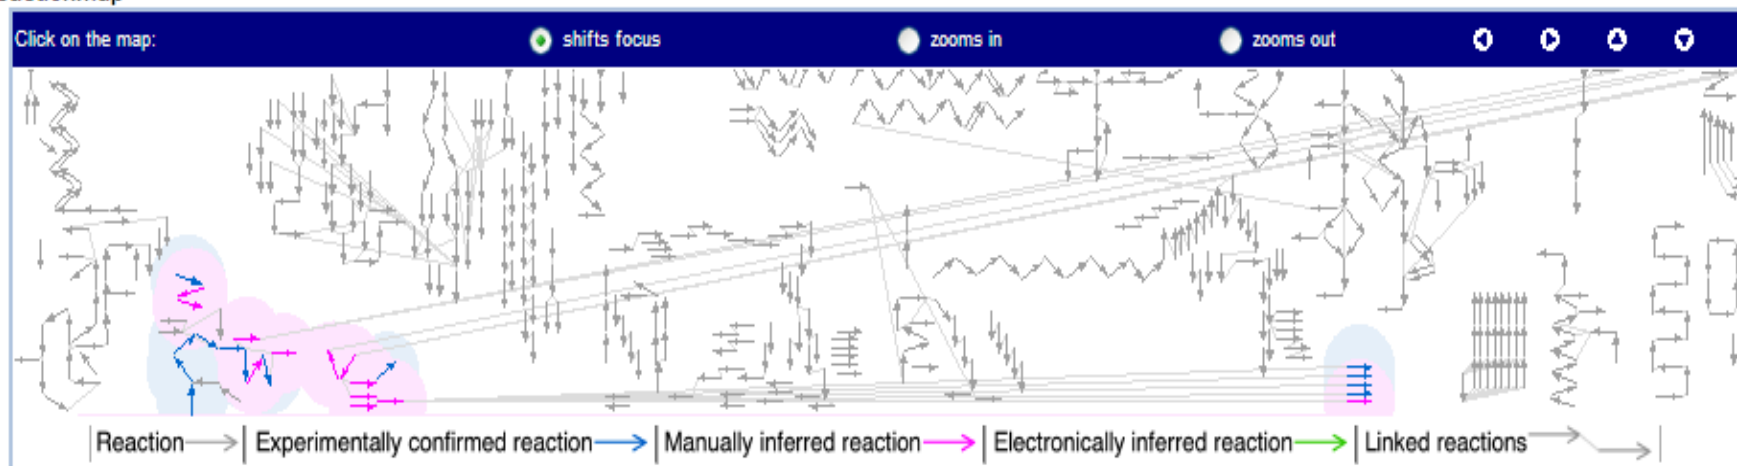 Click on the map: shifts focus zooms in zooms out
Reaction Experimentally confirmed reaction Manually inferred reaction Electronically inferred reaction Linked reactions